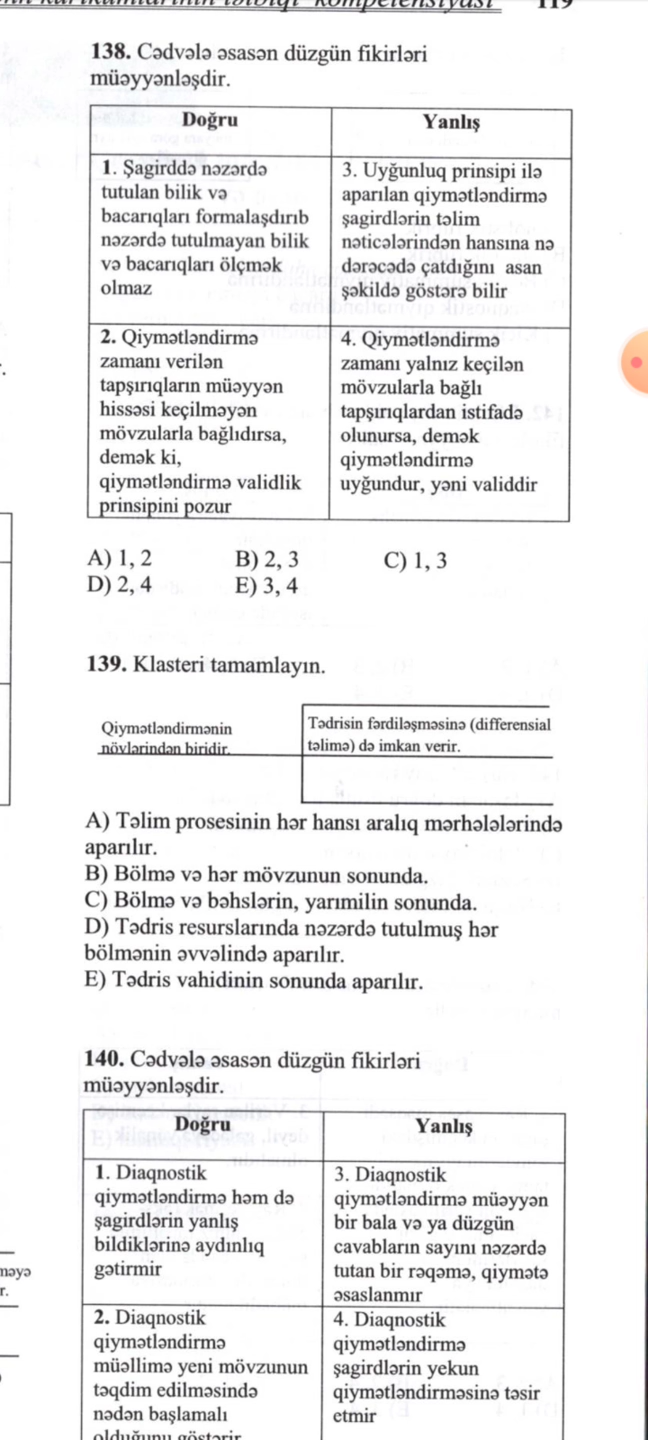 119
138. Cədvələ əsasən düzgün fikirləri
müəyyənləşdir.
Doğru
Yanlış
1. Şagirddə nəzərdə
tutulan bilik və
bacarıqları formalaşdırıb
nəzərdə tutulmayan bilik
və bacarıqları ölçmək
olmaz
3. Uyğunluq prinsipi ilə
aparılan qiymətləndirmə
şagirdlərin təlim
nəticələrindən hansına nə
dərəcədə çatdığını asan
şəkildə göstərə bilir
2. Qiymətləndirmə
zamanı verilən
tapşırıqların müəyyən
hissəsi keçilməyən
mövzularla bağlıdırsa,
demək ki,
qiymətləndirmə validlik
prinsipini pozur
4. Qiymətləndirmə
zamanı yalnız keçilən
mövzularla bağlı
tapşırıqlardan istifadə
olunursa, demək
qiymətləndirmə
uyğundur, yəni validdir
A) 1, 2 B) 2, 3 C) 1, 3
D) 2, 4 E) 3, 4
139. Klasteri tamamlayın.
Qiymətləndirmənin
növlərindən biridir.
Tədrisin fərdiləşməsinə (differensial
təlimə) də imkan verir.
A) Təlim prosesinin hər hansı aralıq mərhələlərində
aparılır.
B) Bölmə və hər mövzunun sonunda.
C) Bölmə və bəhslərin, yarımilin sonunda.
D) Tədris resurslarında nəzərdə tutulmuş hər
bölmənin əvvəlində aparılır.
E) Tədris vahidinin sonunda aparılır.
140. Cədvələ əsasən düzgün fikirləri
müəyyənləşdir.
Doğru
Yanlış
1. Diaqnostik
qiymətləndirmə həm də
şagirdlərin yanlış
bildiklərinə aydınlıq
gətirmir
3. Diaqnostik
qiymətləndirmə müəyyən
bir bala və ya düzgün
cavabların sayını nəzərdə
tutan bir rəqəmə, qiymətə
əsaslanmır
2. Diaqnostik
qiymətləndirmə
müəllimə yeni mövzunun
təqdim edilməsində
nədən başlamalı
olduğunu göstərir
4. Diaqnostik
qiymətləndirmə
şagirdlərin yekun
qiymətləndirməsinə təsir
etmir